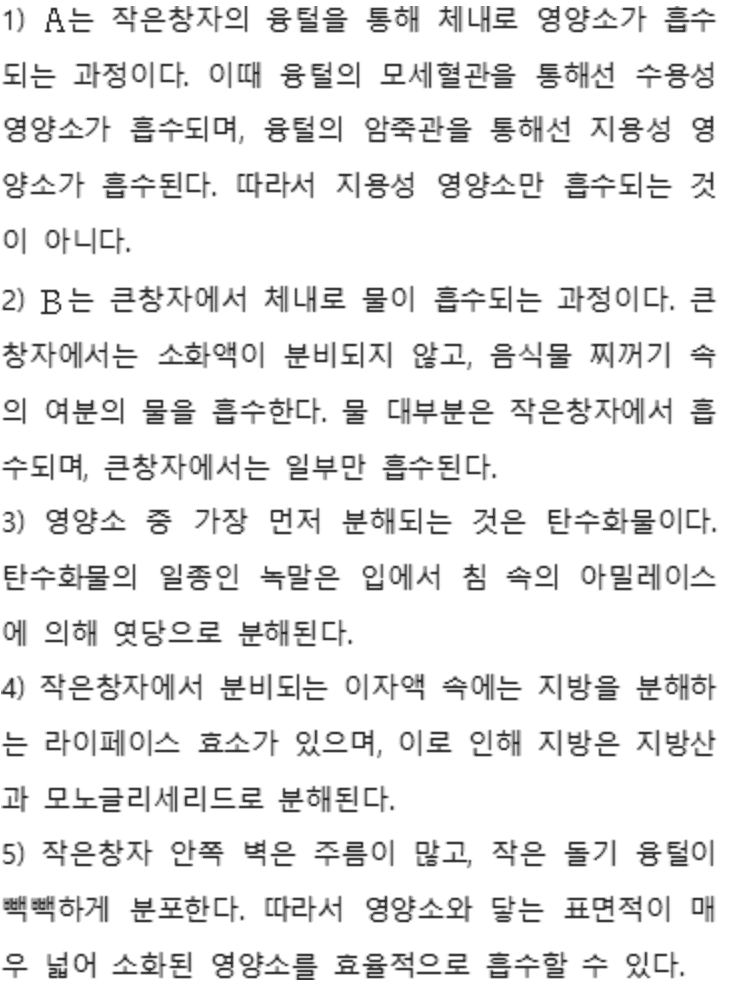 1) A는 작은창자의 융털을 통해 체내로 영양소가 흡수
되는 과정이다. 이때 융털의 모세혈관을 통해선 수용성
영양소가 흡수되며, 융털의 암죽관을 통해선 지용성 영
양소가 흡수된다. 따라서 지용성 영양소만 흡수되는 것
이 아니다.
2) B는 큰창자에서 체내로 물이 흡수되는 과정이다. 큰
창자에서는 소화액이 분비되지 않고, 음식물 찌꺼기 속
의 여분의 물을 흡수한다. 물 대부분은 작은창자에서 흡
수되며, 큰창자에서는 일부만 흡수된다.
3) 영양소 중 가장 먼저 분해되는 것은 탄수화물이다.
탄수화물의 일종인 녹말은 입에서 침 속의 아밀레이스
에 의해 엿당으로 분해된다.
4) 작은창자에서 분비되는 이자액 속에는 지방을 분해하
는 라이페이스 효소가 있으며, 이로 인해 지방은 지방산
과 모노글리세리드로 분해된다.
5) 작은창자 안쪽 벽은 주름이 많고, 작은 돌기 융털이
빽빽하게 분포한다. 따라서 영양소와 닿는 표면적이 매
우 넓어 소화된 영양소를 효율적으로 흡수할 수 있다.